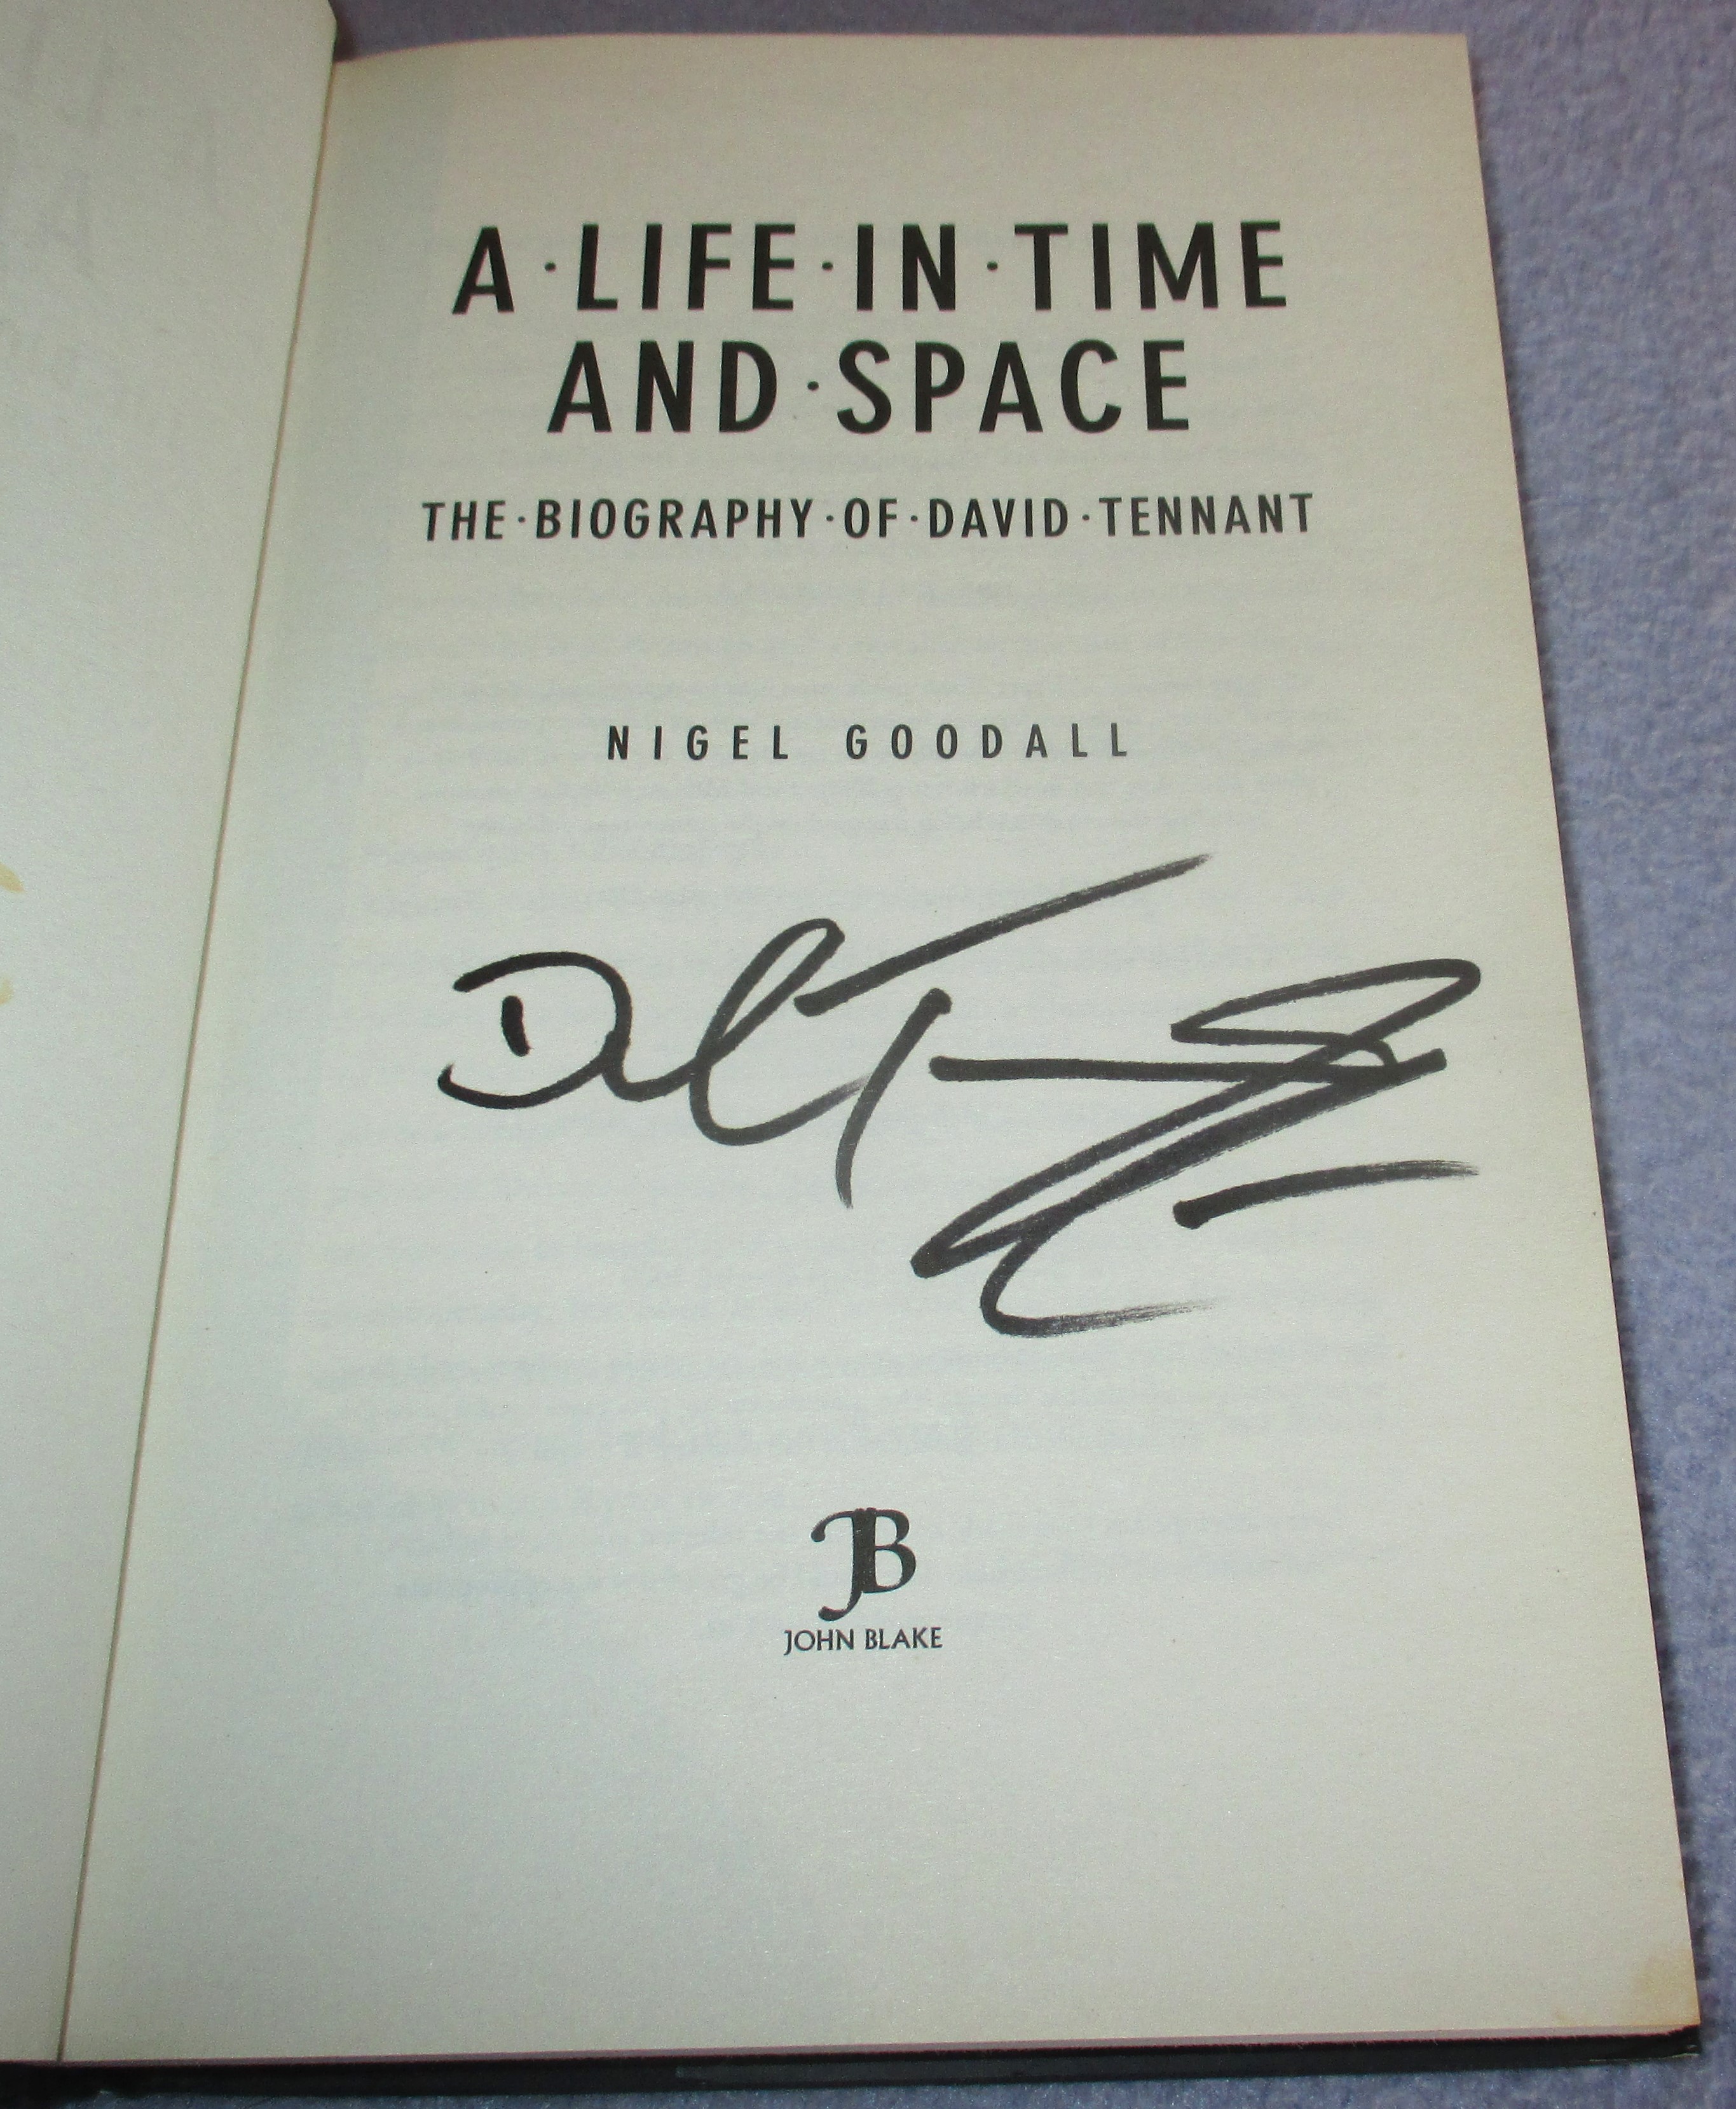 A·LIFE·IN·TIME
AND·SPACE
THE·BIOGRAPHY·OF·DAVID·TENNANT
NIGEL GOODALL
JB
JOHN BLAKE